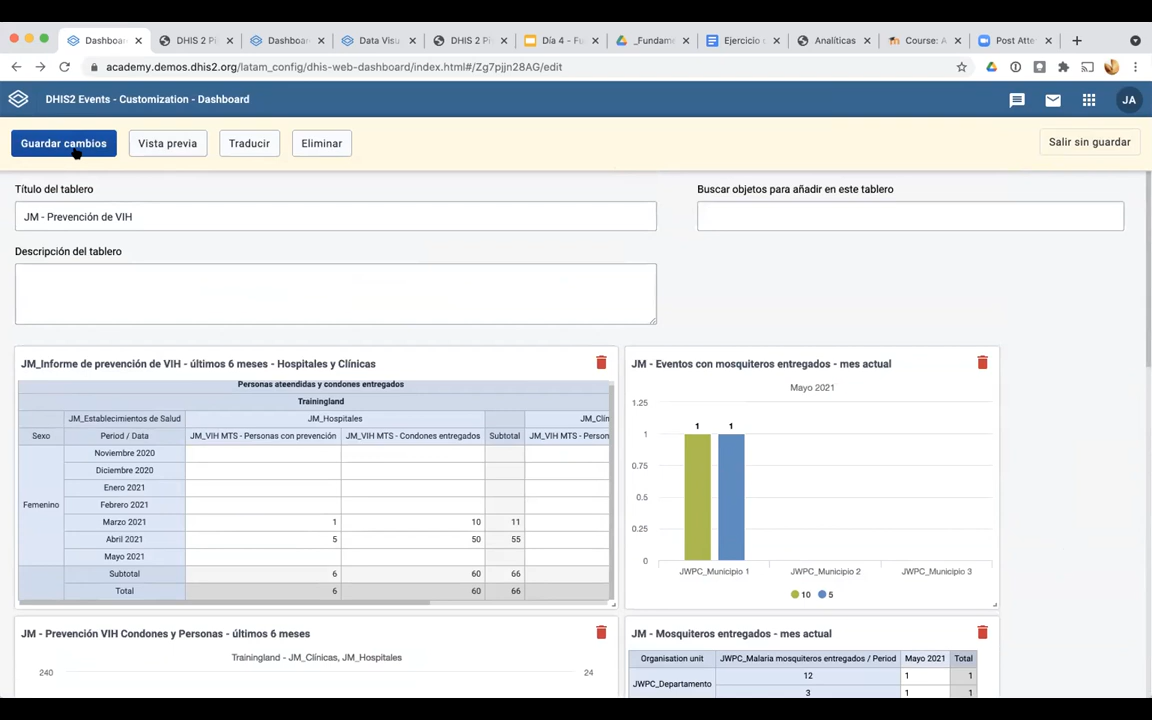 Dashboar
DHIS 2 Pi
Dashboar
Data Visu
DHIS 2 Pi
Día 4 - Fu
_Fundame
Ejercicio d
Analíticas
Course: A
Post Atte
academy.demos.dhis2.org/latam_config/dhis-web-dashboard/index.html#/Zg7pjjn28AG/edit
DHIS2 Events - Customization - Dashboard
JA
Guardar cambios
Vista previa
Traducir
Eliminar
Salir sin guardar
Título del tablero
Buscar objetos para añadir en este tablero
JM - Prevención de VIH
Descripción del tablero
JM_Informe de prevención de VIH - últimos 6 meses - Hospitales y Clínicas
Personas ateendidas y condones entregados
Trainingland
JM_Establecimientos de Salud JM_Hospitales JM_Clín
Sexo Period / Data JM_VIH MTS - Personas con prevención JM_VIH MTS - Condones entregados Subtotal JM_VIH MTS - Person
Noviembre 2020
Diciembre 2020
Enero 2021
Femenino
Febrero 2021
Marzo 2021 1 10 11
Abril 2021 5 50 55
Mayo 2021
Subtotal 6 60 66
Total 6 60 66
JM - Eventos con mosquiteros entregados - mes actual
Mayo 2021
1.25
1
0.75
0.5
0.25
0
1 1
JWPC_Municipio 1 JWPC_Municipio 2 JWPC_Municipio 3
10 5
JM - Prevención VIH Condones y Personas - últimos 6 meses
Trainingland - JM_Clínicas, JM_Hospitales
240 24
JM - Mosquiteros entregados - mes actual
Organisation unit JWPC_Malaria mosquiteros entregados / Period Mayo 2021 Total
JWPC_Departamento
12 1 1
3 1 1